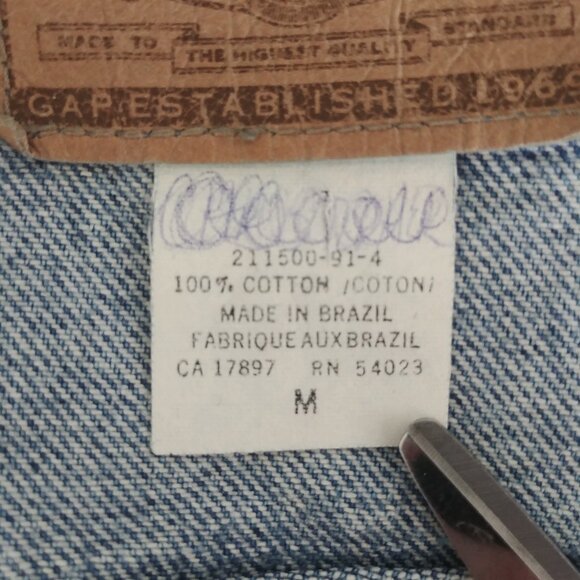 MADE TO THE HIGHEST QUALITY STANDARD
GAP ESTABLISHED 1969
211500-91-4
100% COTTON /COTON/
MADE IN BRAZIL
FABRIQUE AUX BRAZIL
CA 17897 RN 54023
M